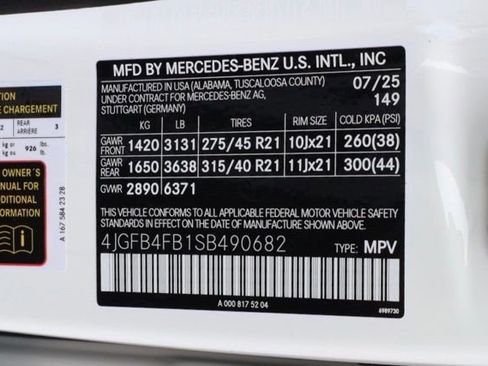 MFD BY MERCEDES-BENZ U.S. INTL., INC
MANUFACTURED IN USA (ALABAMA, TUSCALOOSA COUNTY) 07/25
UNDER CONTRACT FOR MERCEDES-BENZ AG,
STUTTGART (GERMANY) 149
KG LB TIRES RIM SIZE COLD KPA (PSI)
GAWR FRONT 1420 3131 275/45 R21 10Jx21 260(38)
GAWR REAR 1650 3638 315/40 R21 11Jx21 300(44)
GWR 2890 6371
THIS VEHICLE CONFORMS TO ALL APPLICABLE FEDERAL MOTOR VEHICLE SAFETY
STANDARDS IN EFFECT ON THE DATE OF MANUFACTURE SHOWN ABOVE.
4JGFB4FB1SB490682 TYPE: MPV
A 000 817 52 04
6989730
TION
E CHARGEMENT
2 REAR ARRIÈRE 3
kg or ou 926 lbs. lb.
OWNER´S
NUAL FOR
DDITIONAL
FORMATION
A 167 584 23 28